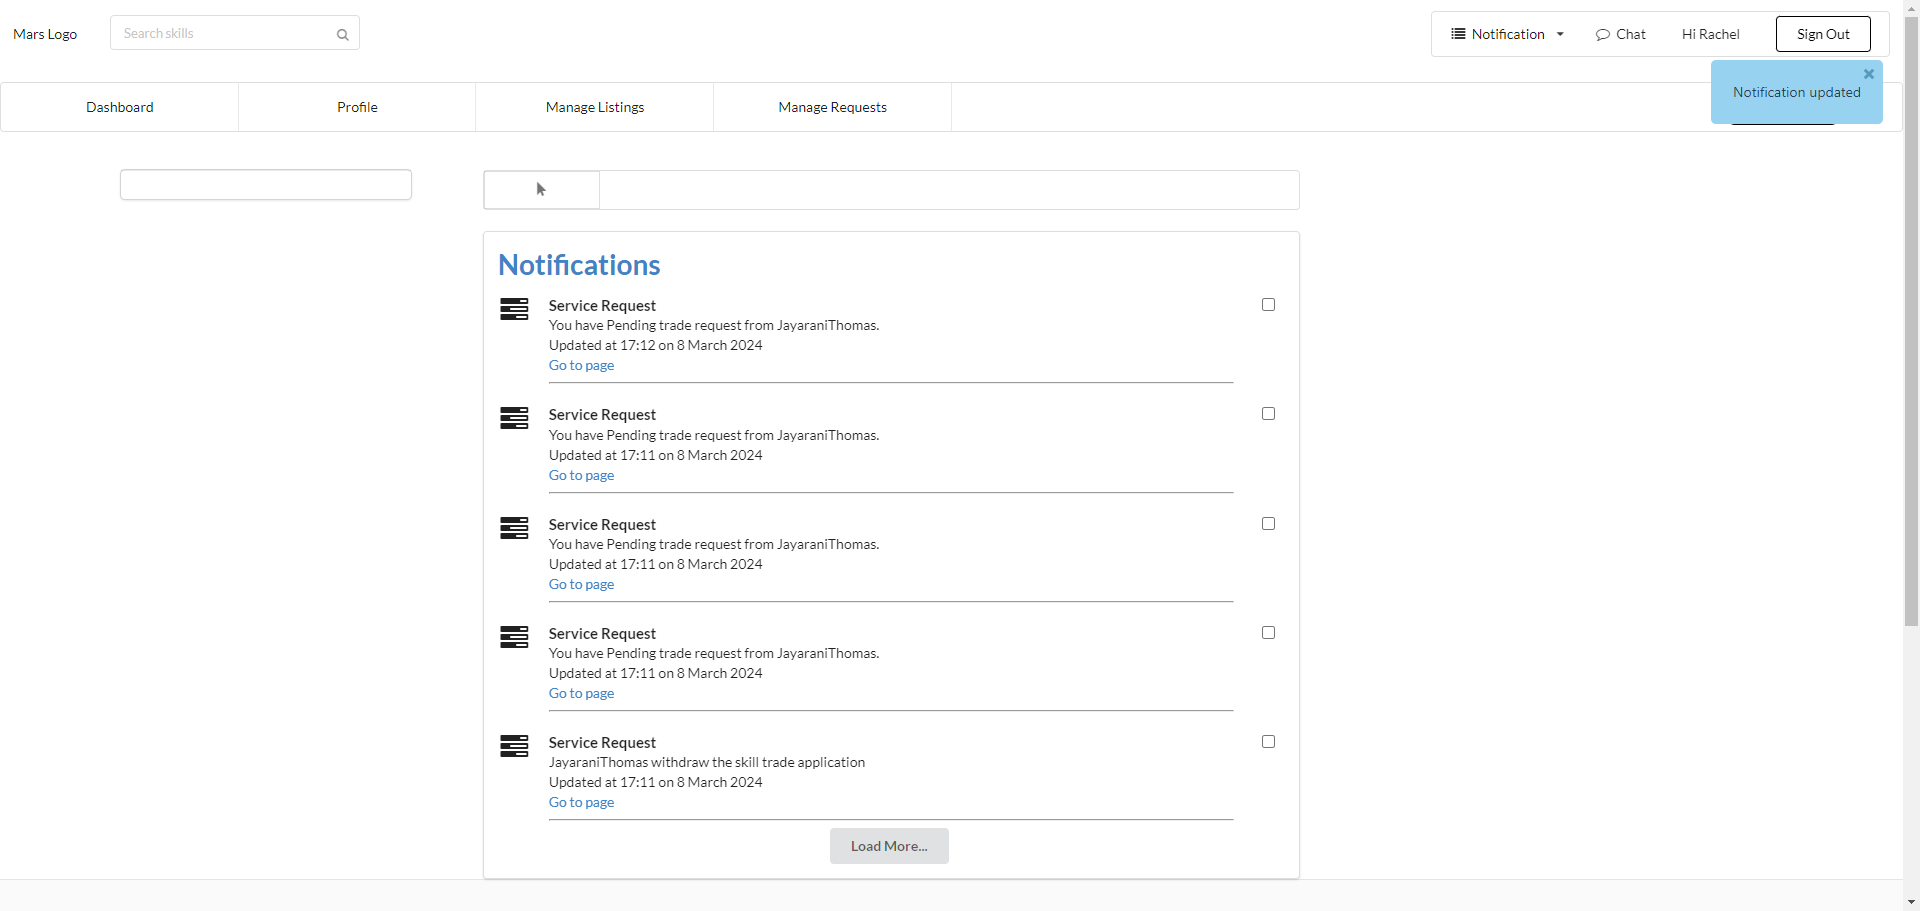 Mars Logo
Search skills
Notification
Chat
Hi Rachel
Sign Out
Notification updated
Dashboard
Profile
Manage Listings
Manage Requests
Notifications
Service Request
You have Pending trade request from JayaraniThomas.
Updated at 17:12 on 8 March 2024
Go to page
Service Request
You have Pending trade request from JayaraniThomas.
Updated at 17:11 on 8 March 2024
Go to page
Service Request
You have Pending trade request from JayaraniThomas.
Updated at 17:11 on 8 March 2024
Go to page
Service Request
You have Pending trade request from JayaraniThomas.
Updated at 17:11 on 8 March 2024
Go to page
Service Request
JayaraniThomas withdraw the skill trade application
Updated at 17:11 on 8 March 2024
Go to page
Load More...